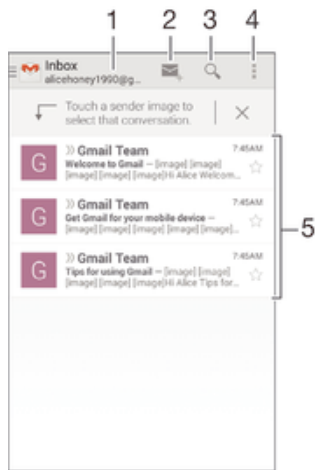 1 2 3 4
Inbox
alicehoney1990@g...
Touch a sender image to
select that conversation.
G
» Gmail Team 7:45AM
Welcome to Gmail – [image] [image]
[image] [image] [image]Hi Alice Welcom...
G
» Gmail Team 7:45AM
Get Gmail for your mobile device –
[image] [image] [image] [image] [image]...
G
» Gmail Team 7:45AM
Tips for using Gmail – [image] [image]
[image] [image] [image]Hi Alice Tips for...
5